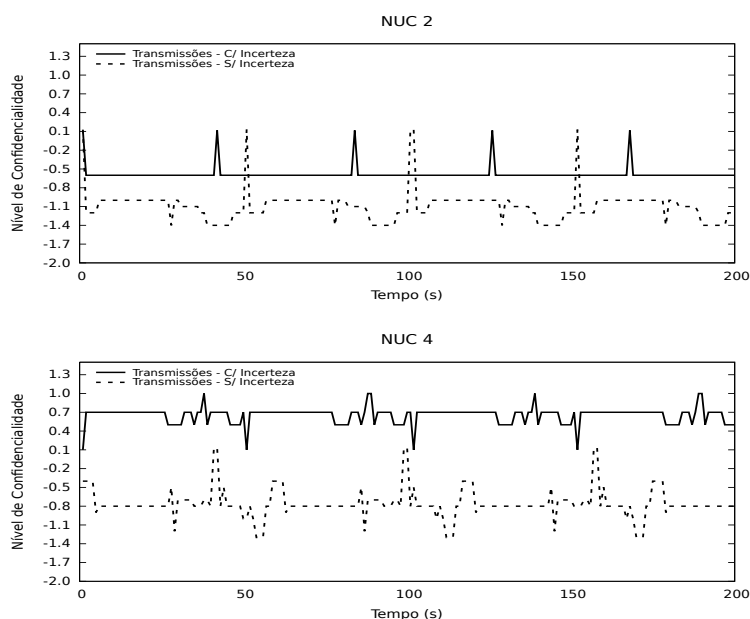 NUC 2
Nível de Confidencialidade
Transmissões - C/ Incerteza
Transmissões - S/ Incerteza
1.3
1.0
0.7
0.4
0.1
-0.2
-0.5
-0.8
-1.1
-1.4
-1.7
-2.0
0 50 100 150 200
Tempo (s)
NUC 4
Nível de Confidencialidade
Transmissões - C/ Incerteza
Transmissões - S/ Incerteza
1.3
1.0
0.7
0.4
0.1
-0.2
-0.5
-0.8
-1.1
-1.4
-1.7
-2.0
0 50 100 150 200
Tempo (s)